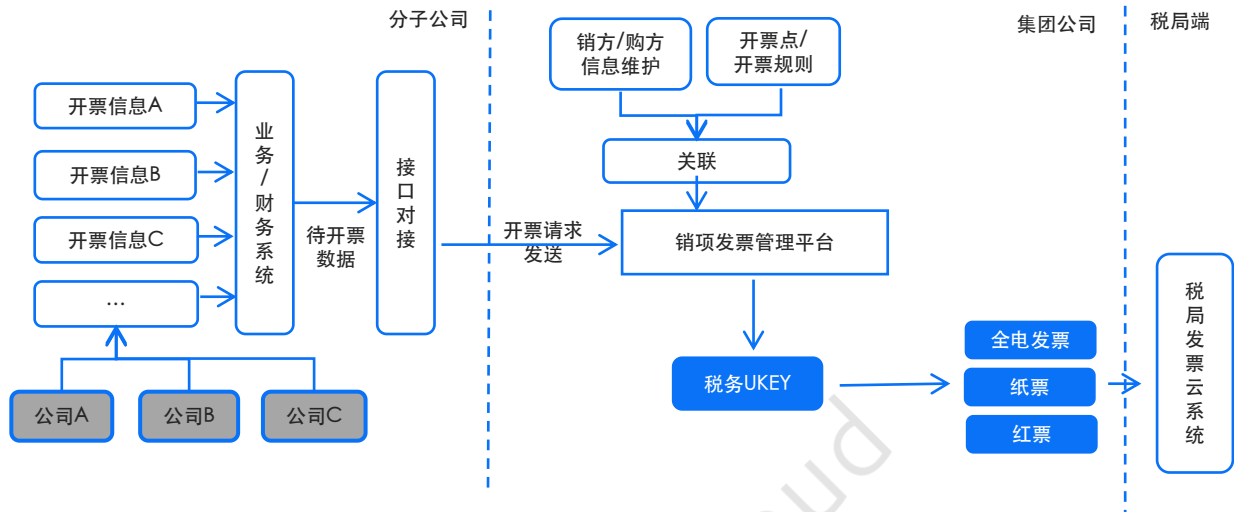 分子公司
集团公司
税局端
销方/购方
信息维护
开票点/
开票规则
开票信息A
开票信息B
开票信息C
...
业务/财务系统
待开票
数据
接口对接
关联
开票请求
发送
销项发票管理平台
税务UKEY
全电发票
纸票
红票
税局发票云系统
公司A
公司B
公司C